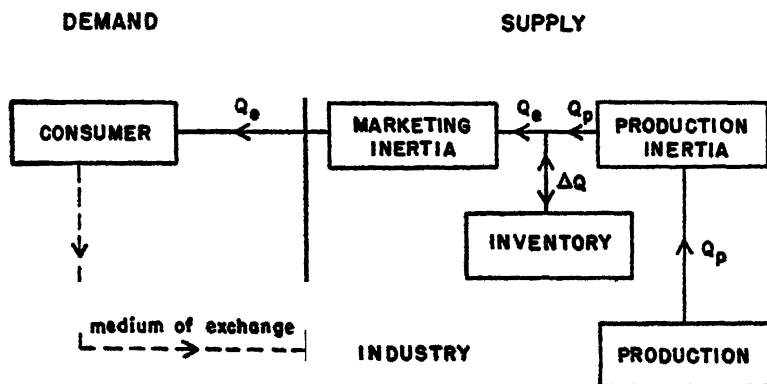 DEMAND
SUPPLY
Qe
Qe
Qp
CONSUMER
MARKETING
INERTIA
PRODUCTION
INERTIA
ΔQ
INVENTORY
Qp
medium of exchange
INDUSTRY
PRODUCTION